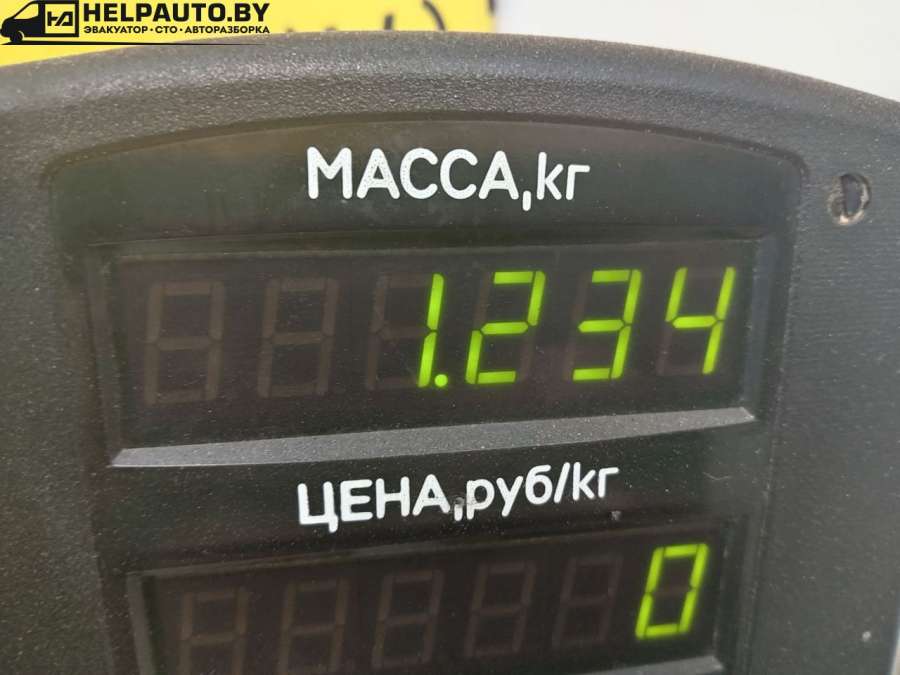 HELPAUTO.BY
ЭВАКУАТОР • СТО • АВТОРАЗБОРКА
МАССА,кг
1.234
ЦЕНА,руб/кг
0